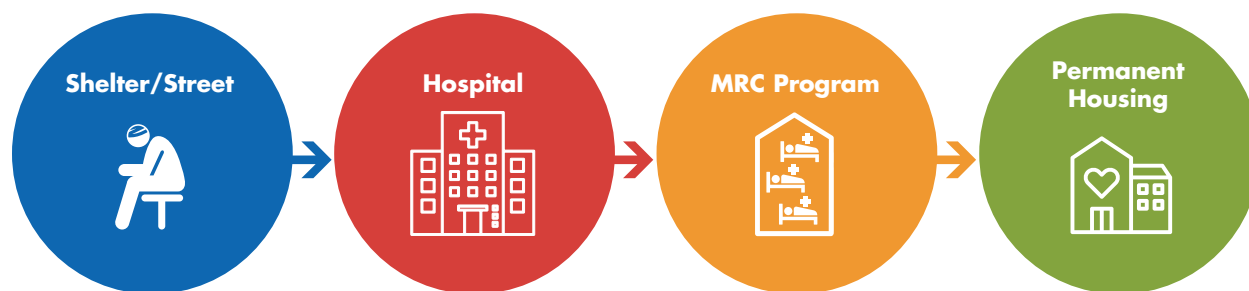 Shelter/Street
Hospital
MRC Program
Permanent
Housing